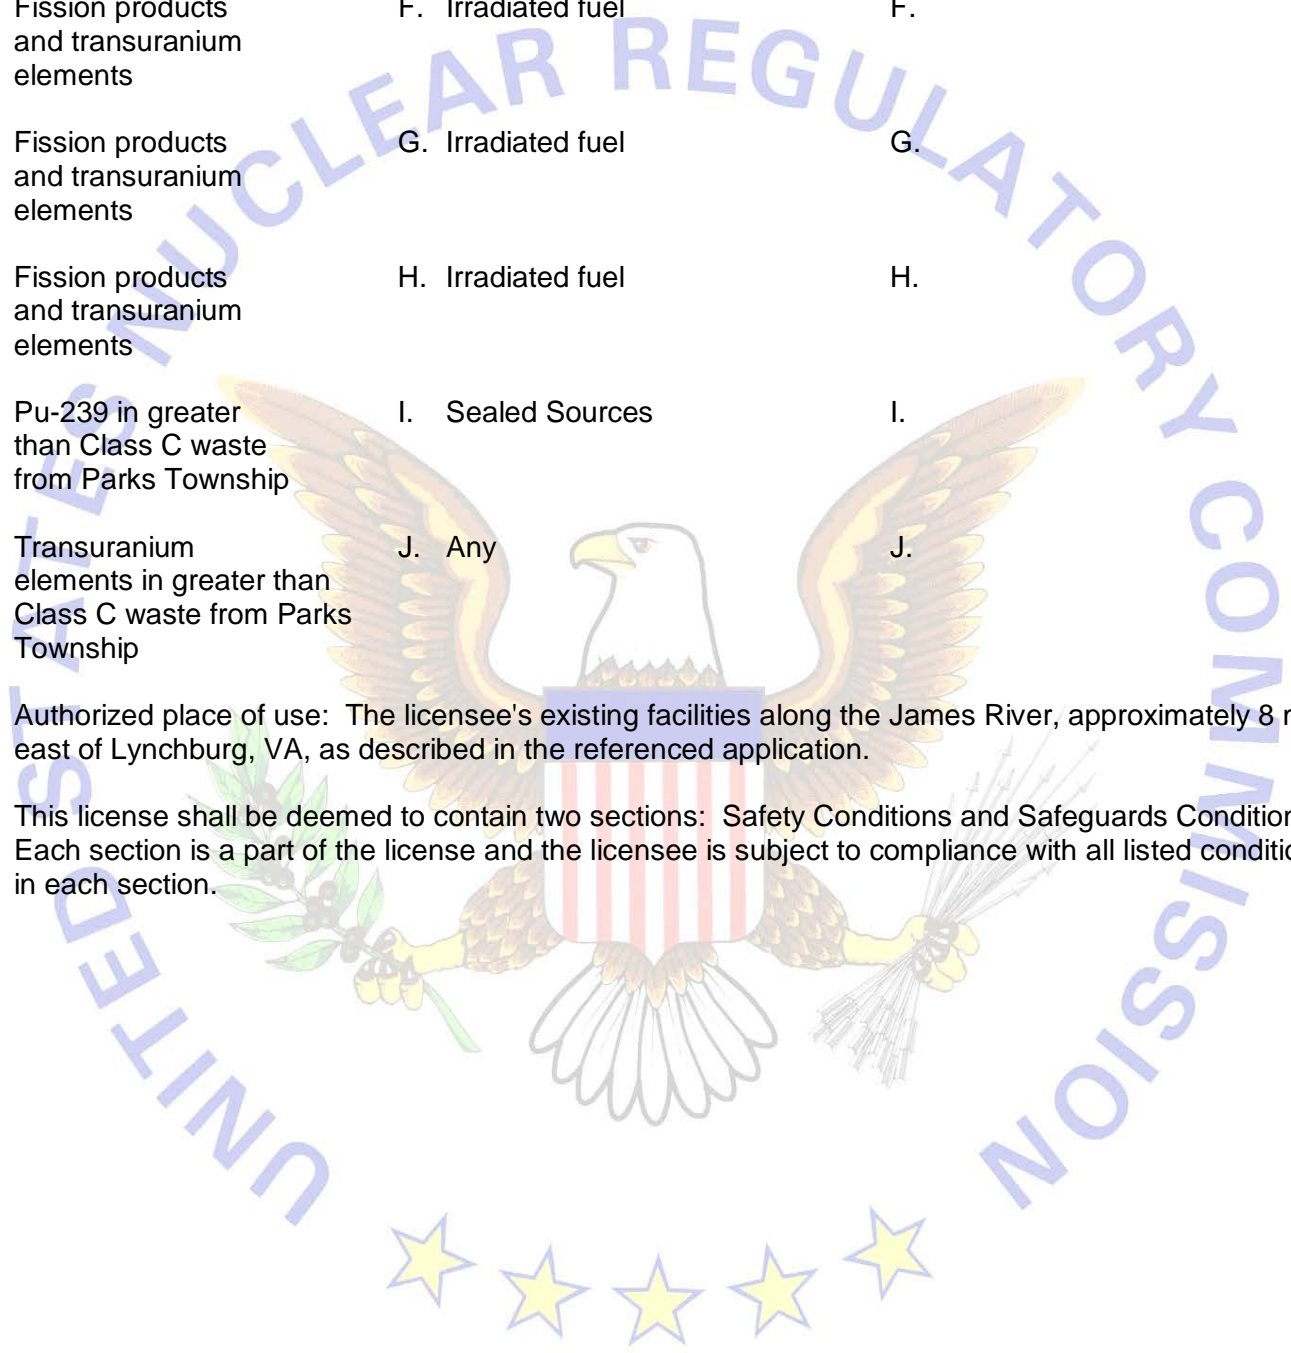 Fission products F. Irradiated fuel F.
and transuranium
elements
Fission products G. Irradiated fuel G.
and transuranium
elements
Fission products H. Irradiated fuel H.
and transuranium
elements
Pu-239 in greater I. Sealed Sources I.
than Class C waste
from Parks Township
Transuranium J. Any J.
elements in greater than
Class C waste from Parks
Township
Authorized place of use: The licensee's existing facilities along the James River, approximately 8
east of Lynchburg, VA, as described in the referenced application.
This license shall be deemed to contain two sections: Safety Conditions and Safeguards Condition
Each section is a part of the license and the licensee is subject to compliance with all listed conditi
in each section.
UNITED STATES NUCLEAR REGULATORY COMMISSION